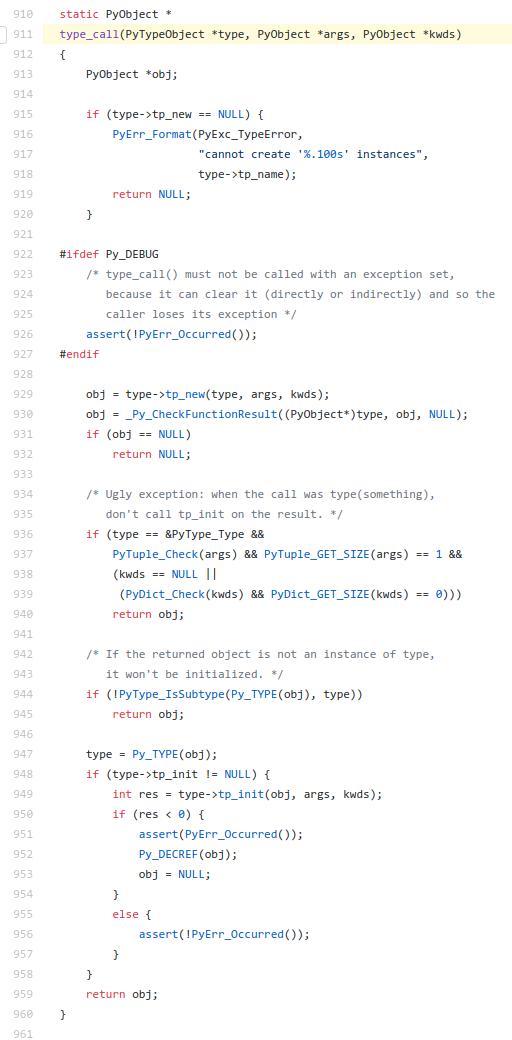 910 static PyObject *
911 type_call(PyTypeObject *type, PyObject *args, PyObject *kwds)
912 {
913     PyObject *obj;
914
915     if (type->tp_new == NULL) {
916         PyErr_Format(PyExc_TypeError,
917                      "cannot create '%.100s' instances",
918                      type->tp_name);
919         return NULL;
920     }
921
922 #ifdef Py_DEBUG
923     /* type_call() must not be called with an exception set,
924        because it can clear it (directly or indirectly) and so the
925        caller loses its exception */
926     assert(!PyErr_Occurred());
927 #endif
928
929     obj = type->tp_new(type, args, kwds);
930     obj = _Py_CheckFunctionResult((PyObject*)type, obj, NULL);
931     if (obj == NULL)
932         return NULL;
933
934     /* Ugly exception: when the call was type(something),
935        don't call tp_init on the result. */
936     if (type == &PyType_Type &&
937         PyTuple_Check(args) && PyTuple_GET_SIZE(args) == 1 &&
938         (kwds == NULL ||
939          (PyDict_Check(kwds) && PyDict_GET_SIZE(kwds) == 0)))
940         return obj;
941
942     /* If the returned object is not an instance of type,
943        it won't be initialized. */
944     if (!PyType_IsSubtype(Py_TYPE(obj), type))
945         return obj;
946
947     type = Py_TYPE(obj);
948     if (type->tp_init != NULL) {
949         int res = type->tp_init(obj, args, kwds);
950         if (res < 0) {
951             assert(PyErr_Occurred());
952             Py_DECREF(obj);
953             obj = NULL;
954         }
955         else {
956             assert(!PyErr_Occurred());
957         }
958     }
959     return obj;
960 }
961